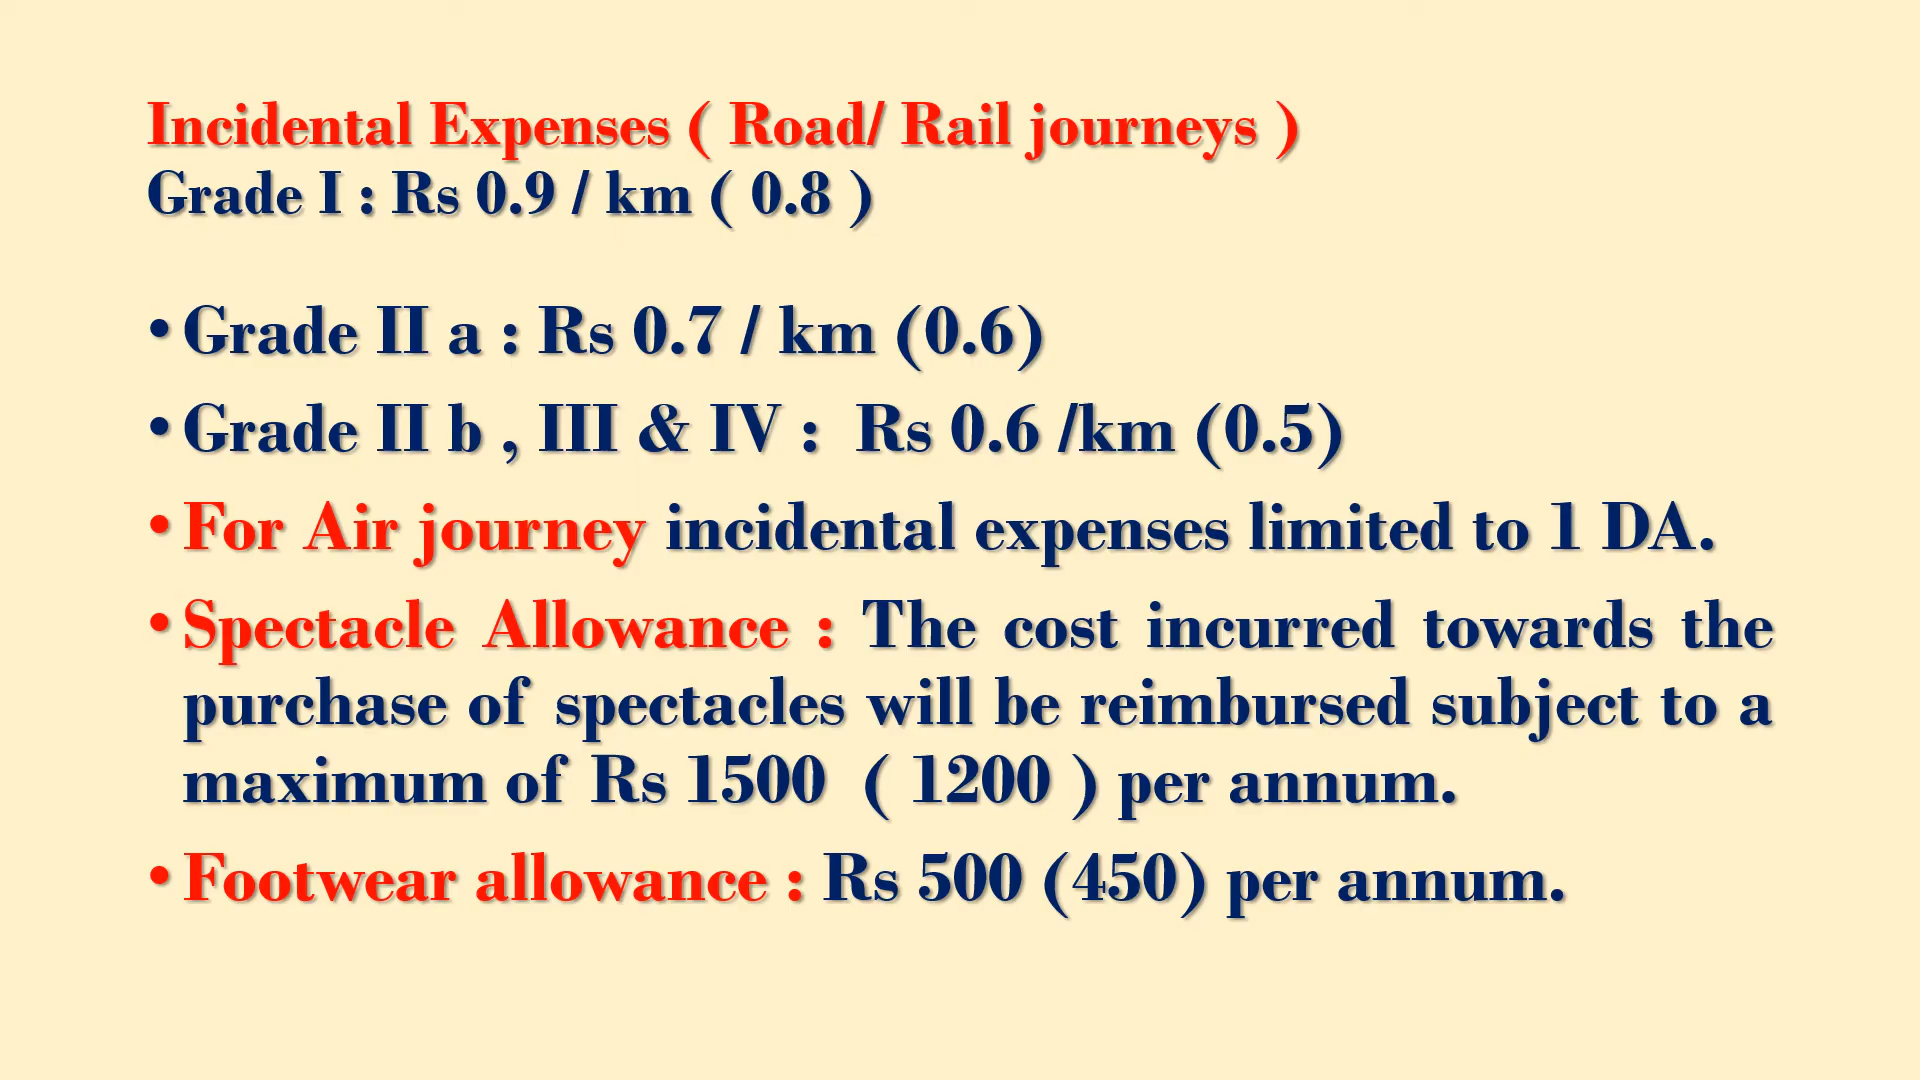 Incidental Expenses ( Road/ Rail journeys )
Grade I : Rs 0.9 / km ( 0.8 )
• Grade II a : Rs 0.7 / km (0.6)
• Grade II b , III & IV : Rs 0.6 /km (0.5)
• For Air journey incidental expenses limited to 1 DA.
• Spectacle Allowance : The cost incurred towards the
purchase of spectacles will be reimbursed subject to a
maximum of Rs 1500 ( 1200 ) per annum.
• Footwear allowance : Rs 500 (450) per annum.